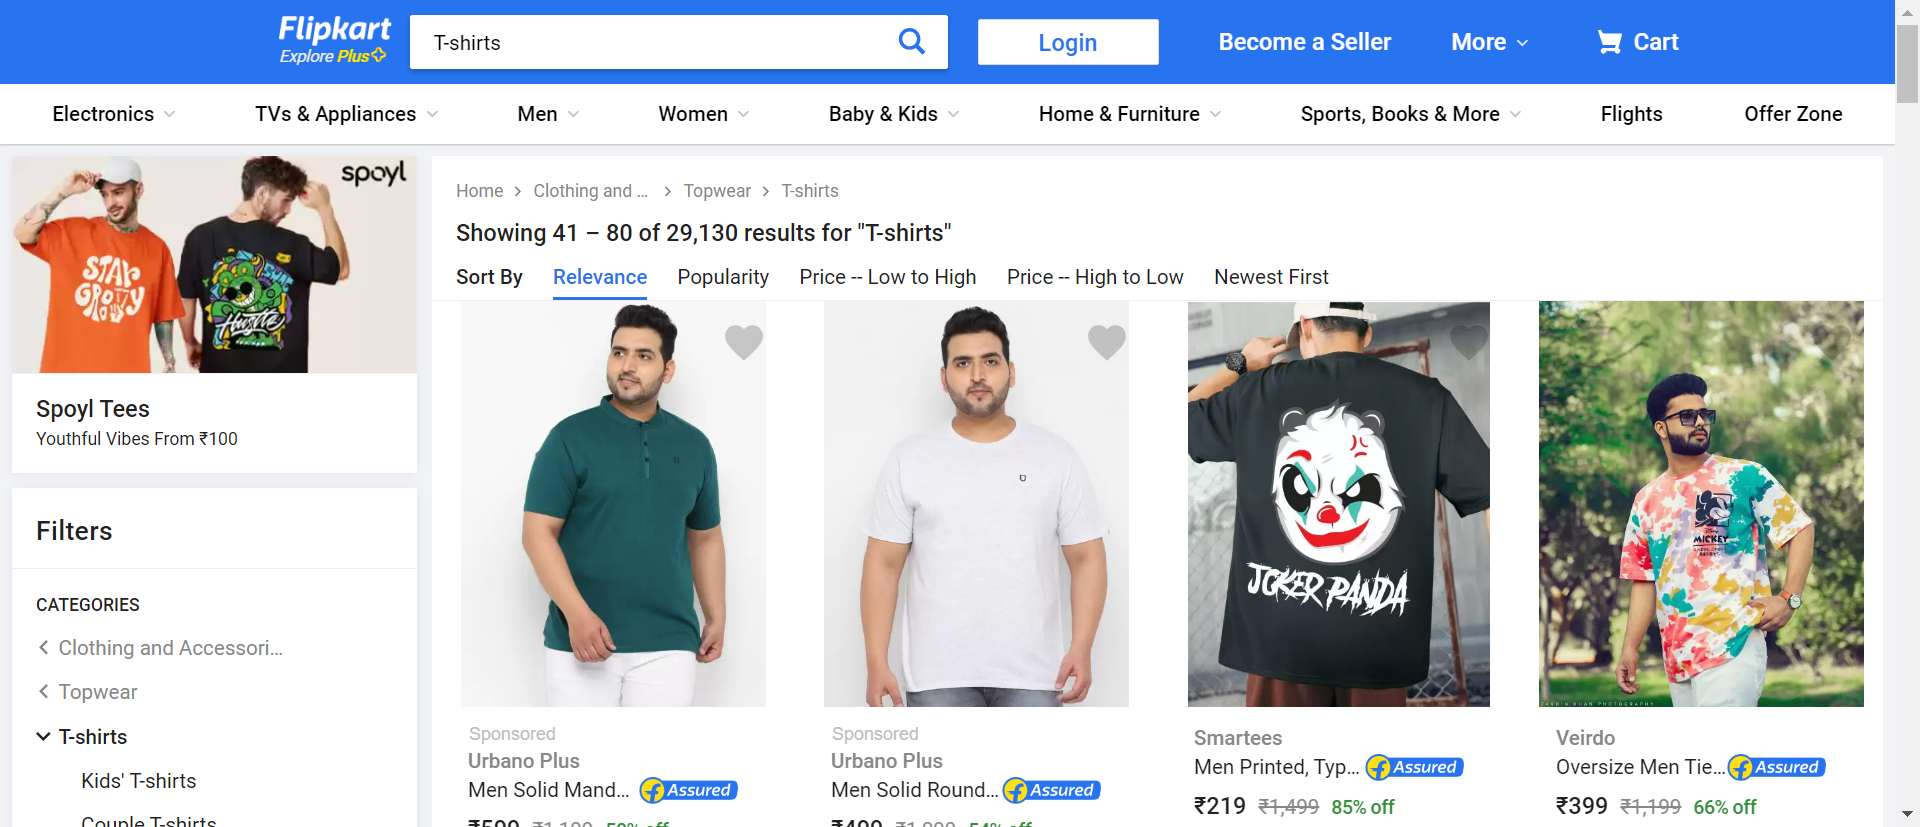 Flipkart
Explore Plus
T-shirts
Login
Become a Seller
More
Cart
Electronics
TVs & Appliances
Men
Women
Baby & Kids
Home & Furniture
Sports, Books & More
Flights
Offer Zone
spoyl
STAY
GROOVY
Hustle
Spoyl Tees
Youthful Vibes From ₹100
Filters
CATEGORIES
Clothing and Accessori...
Topwear
T-shirts
Kids' T-shirts
Couple T-shirts
Home > Clothing and ... > Topwear > T-shirts
Showing 41 – 80 of 29,130 results for "T-shirts"
Sort By
Relevance
Popularity
Price -- Low to High
Price -- High to Low
Newest First
Sponsored
Urbano Plus
Men Solid Mand...
Assured
Sponsored
Urbano Plus
Men Solid Round...
Assured
JOKER PANDA
Smartees
Men Printed, Typ...
Assured
₹219 ₹1,499 85% off
MICKEY
Veirdo
Oversize Men Tie...
Assured
₹399 ₹1,199 66% off